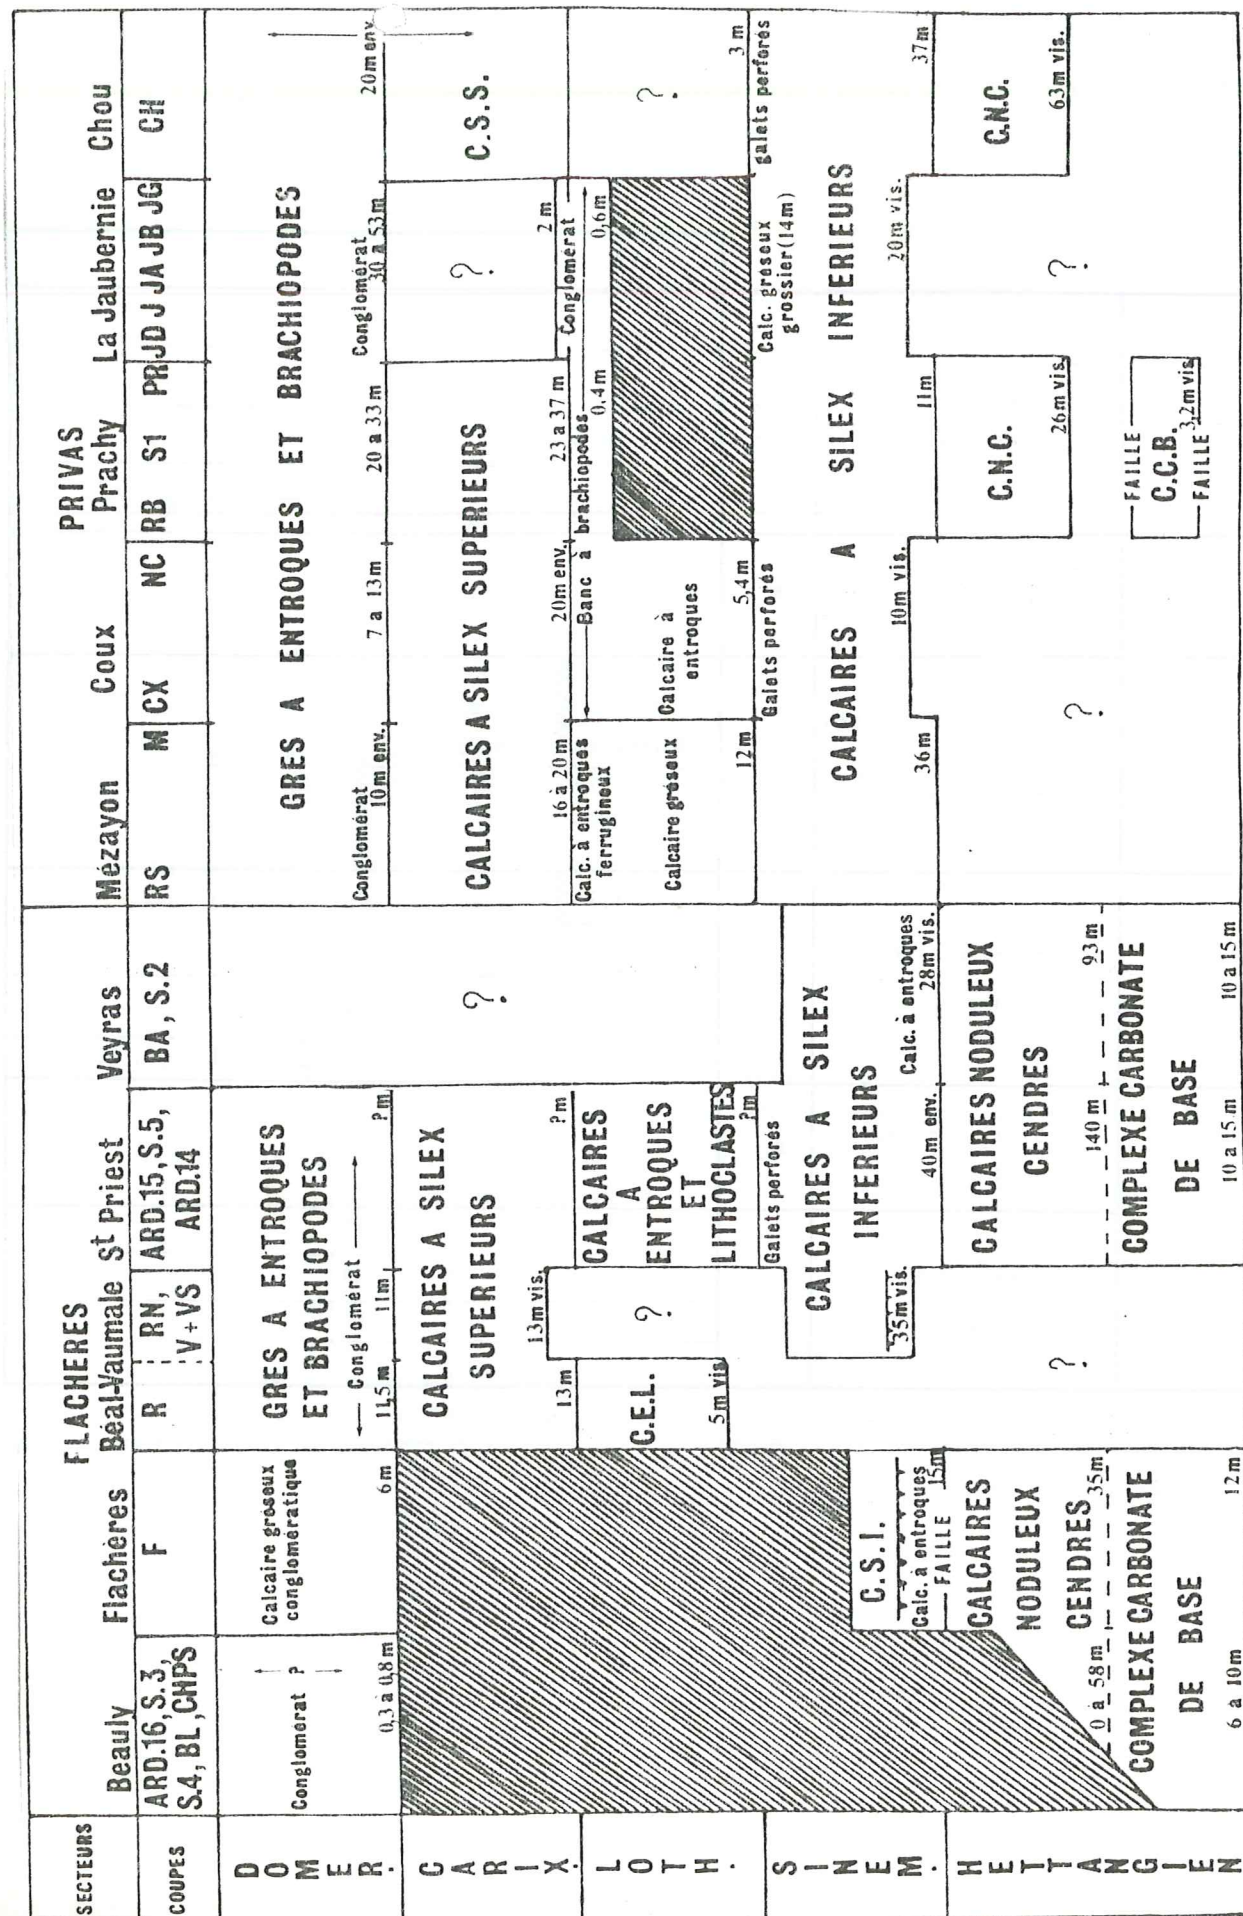 SECTEURS
FLACHERES
PRIVAS
Beauly
Flachères
Béal-Vaumale
St Priest
Veyras
Mézayon
Coux
Prachy
La Jaubernie
Chou
COUPES
ARD.16, S.3,
S.4, BL, CHPS
F
R
RN,
V+VS
ARD.15, S.5,
ARD.14
BA, S.2
RS
M
CX
NC
RB
S1
PR
JD J JA JB JG
CH
DOMER.
Conglomérat ?
0,3 à 0,8 m
Calcaire gréseux
conglomératique
6 m
GRES A ENTROQUES
ET BRACHIOPODES
Conglomérat
11,5 m
11m
?m
?
GRES A ENTROQUES ET BRACHIOPODES
Conglomérat
10 m env.
7 a 13 m
20 a 33 m
Conglomérat
30 a 53 m
20 m env.
CARIX.
CALCAIRES A SILEX
SUPERIEURS
13 m
13m vis.
?m
CALCAIRES A SILEX SUPERIEURS
16 à 20 m
20m env.
23 a 37 m
?
2 m
C.S.S.
LOTH.
C.E.L.
5 m vis
?
CALCAIRES
A
ENTROQUES
ET
LITHOCLASTES
?m
Calc. à entroques
ferrugineux
Calcaire gréseux
12 m
Banc à brachiopodes
Calcaire à
entroques
5,4 m
0,4 m
Conglomérat
0,6 m
?
3 m
SINEM.
C.S.I.
Calc. à entroques
15m
FAILLE
Galets perforés
CALCAIRES A SILEX
INFERIEURS
35m vis.
40 m env.
Calc. à entroques
28m vis.
Galets perforés
Calc. gréseux
grossier (14m)
galets perforés
CALCAIRES A SILEX INFERIEURS
36 m
10m vis.
11m
20 m vis.
37 m
HETTANGIEN
CALCAIRES
NODULEUX
CENDRES
0 à 58 m
35 m
COMPLEXE CARBONATE
DE BASE
6 a 10 m
12 m
?
CALCAIRES NODULEUX
CENDRES
140 m
93 m
COMPLEXE CARBONATE
DE BASE
10 a 15 m
10 a 15 m
?
C.N.C.
26m vis.
FAILLE
C.C.B.
3,2m vis
FAILLE
?
C.N.C.
63m vis.